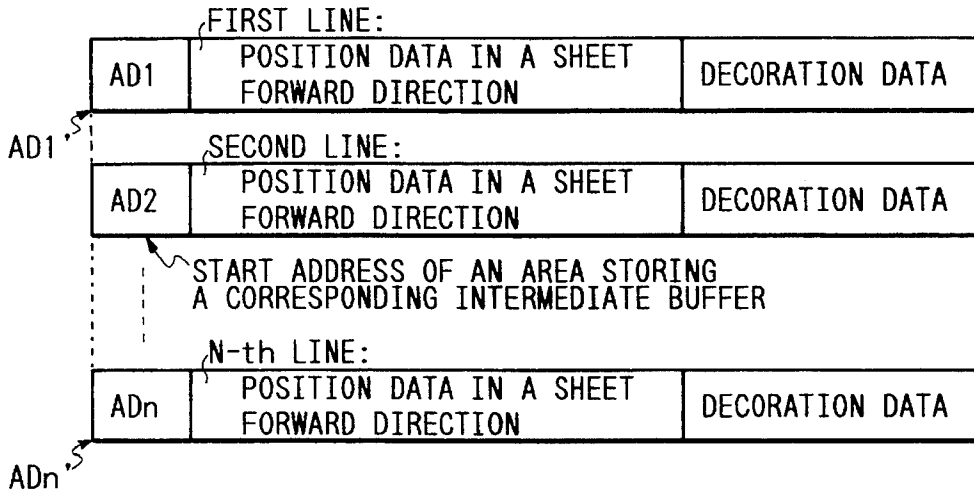 FIRST LINE:
AD1 POSITION DATA IN A SHEET FORWARD DIRECTION DECORATION DATA
AD1'
SECOND LINE:
AD2 POSITION DATA IN A SHEET FORWARD DIRECTION DECORATION DATA
START ADDRESS OF AN AREA STORING
A CORRESPONDING INTERMEDIATE BUFFER
N-th LINE:
ADn POSITION DATA IN A SHEET FORWARD DIRECTION DECORATION DATA
ADn'